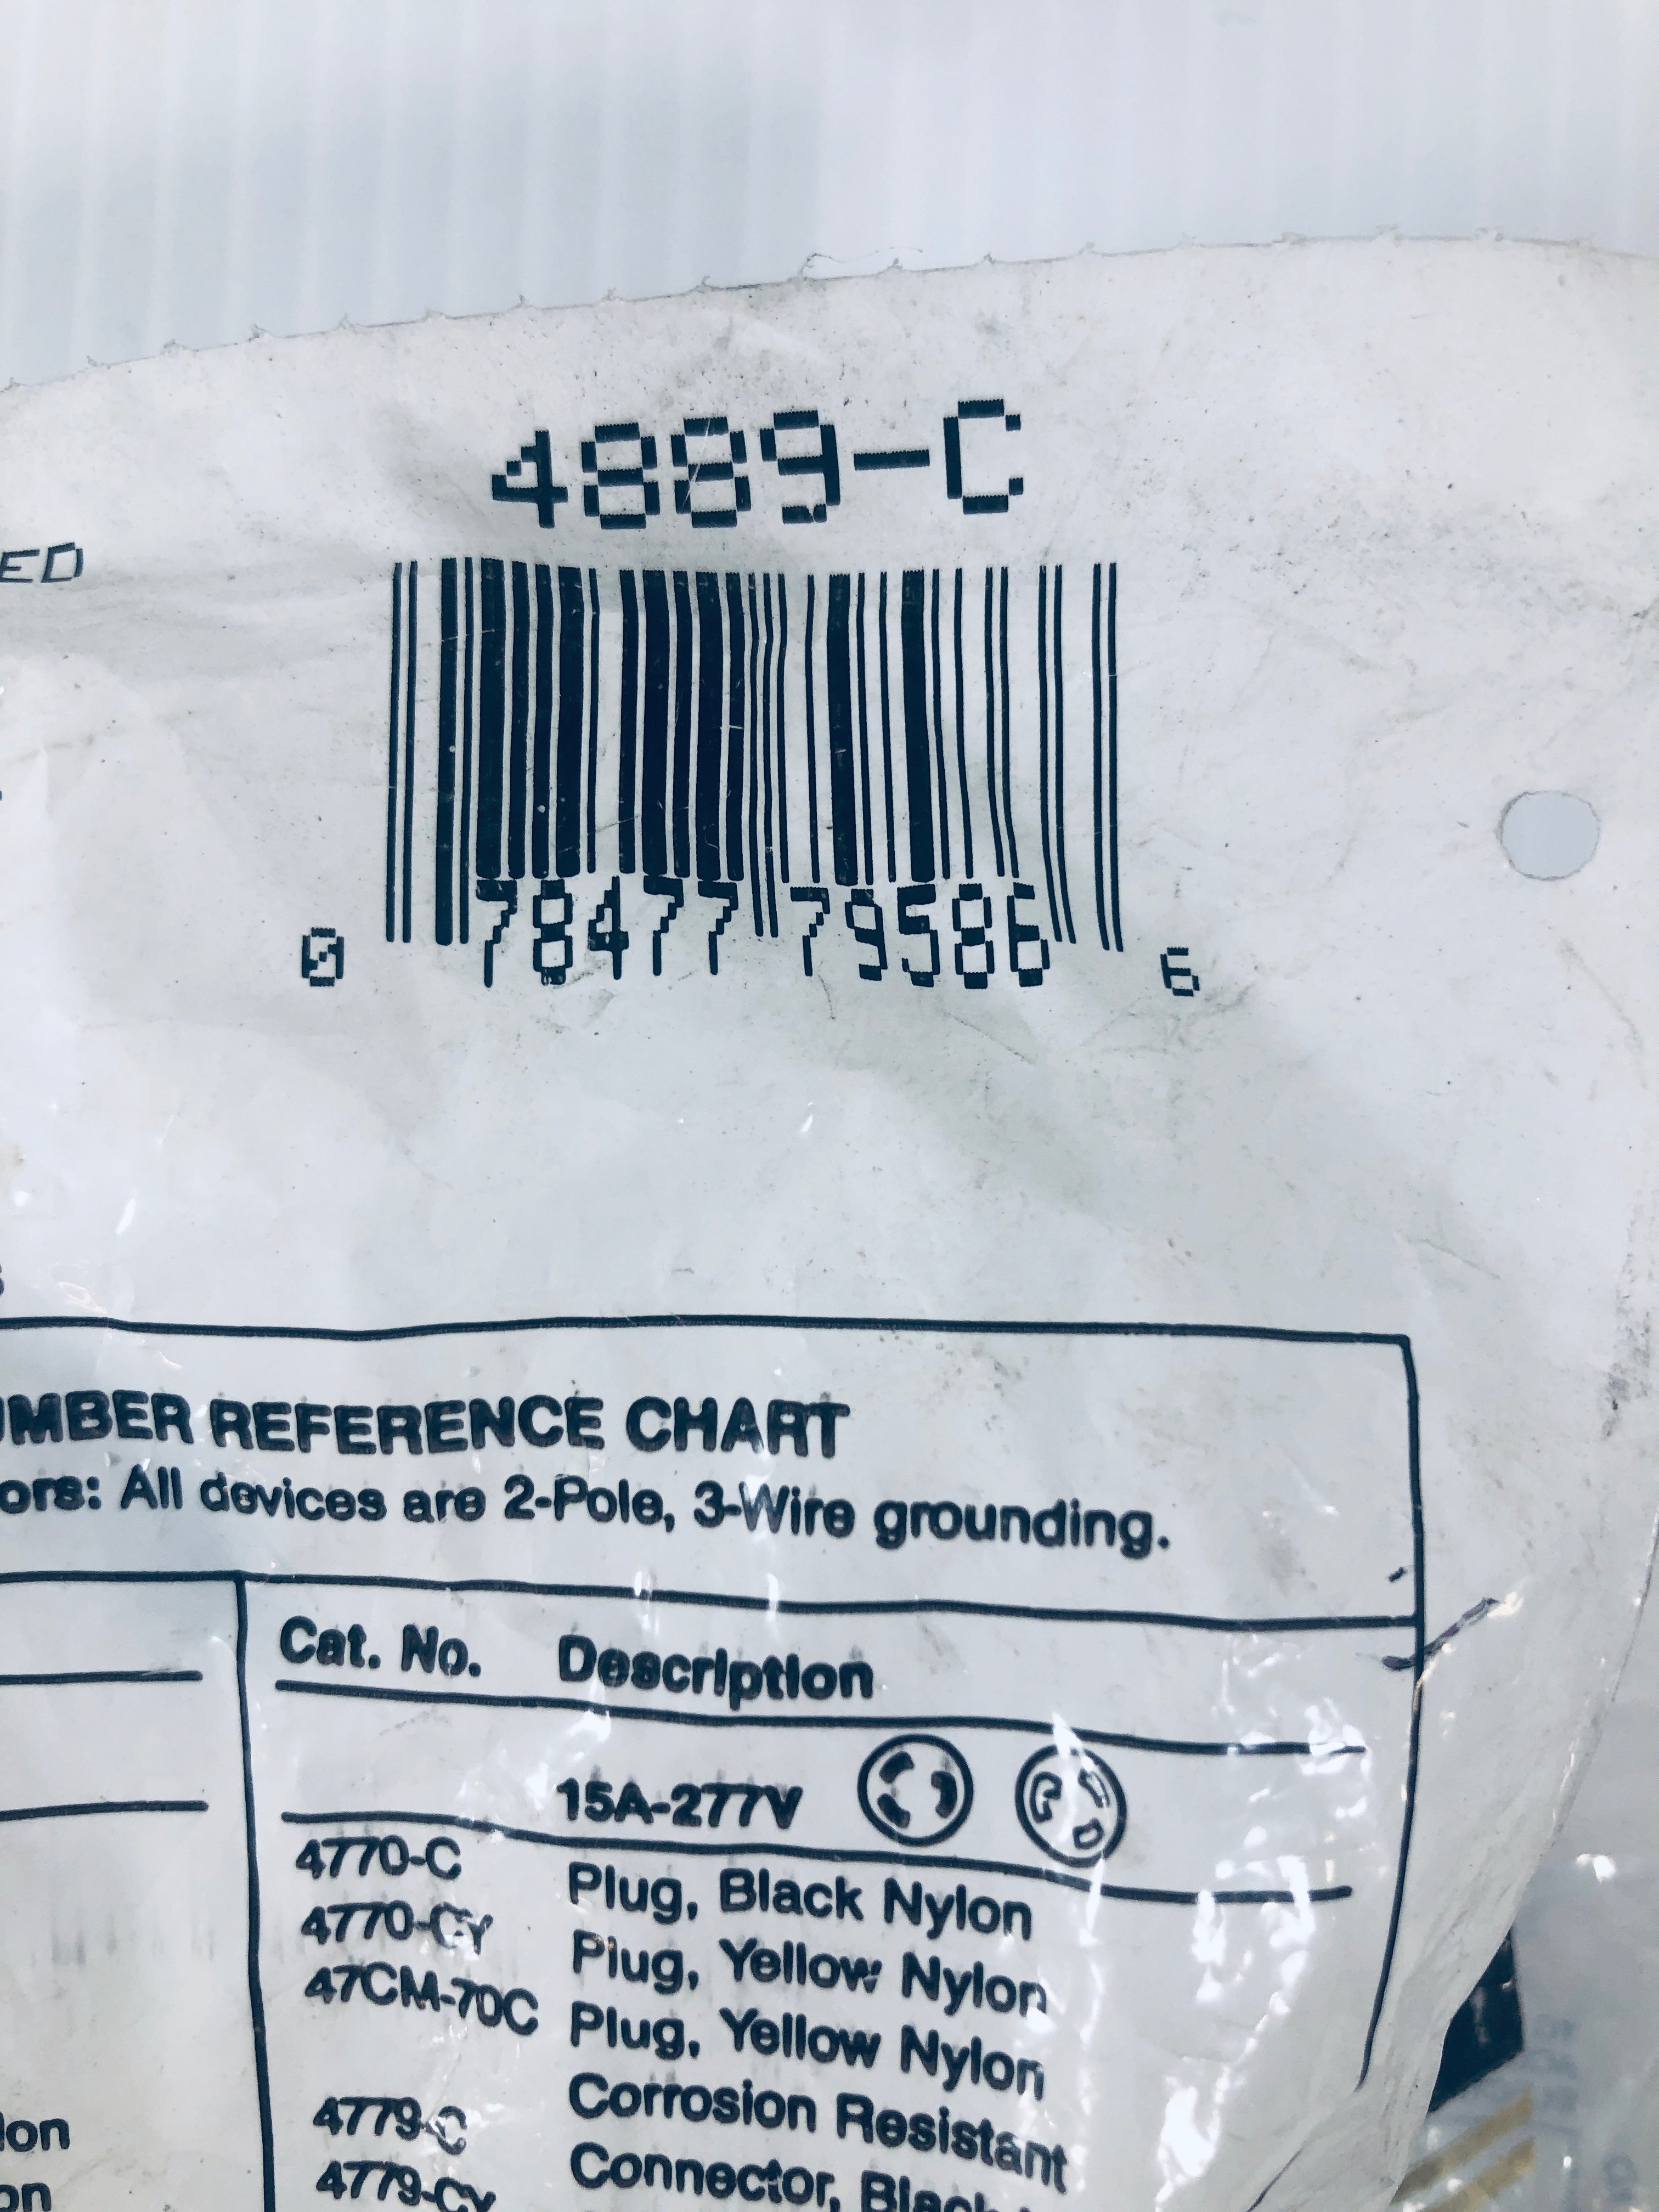 4889-C
ED
0 78477 79586 6
UMBER REFERENCE CHART
ors: All devices are 2-Pole, 3-Wire grounding.
Cat. No. Description
15A-277V
4770-C Plug, Black Nylon
4770-CY Plug, Yellow Nylon
47CM-70C Plug, Yellow Nylon
Corrosion Resistant
4779-C Connector, Black
4779-CY
lon
on